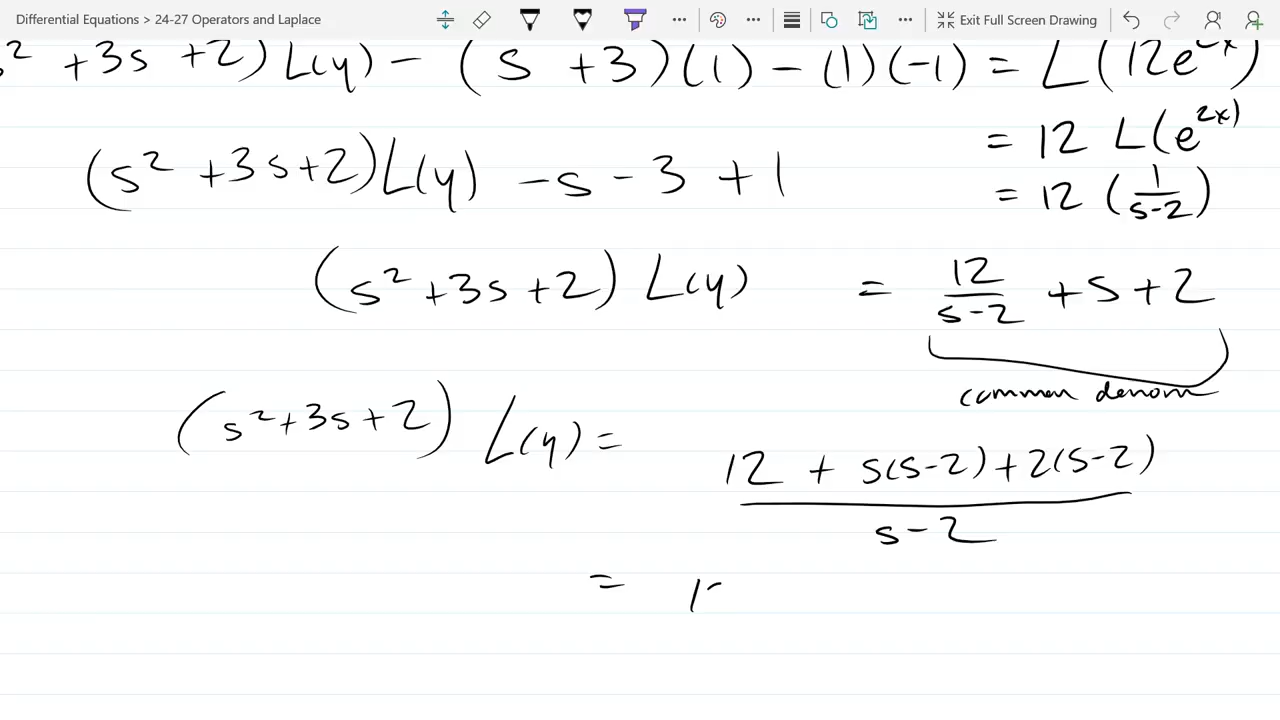 Differential Equations > 24-27 Operators and Laplace Exit Full Screen Drawing
s² + 3s + 2) L(y) - (s + 3)(1) - (1)(-1) = L(12e^{2x})
= 12 L(e^{2x})
(s² + 3s + 2) L(y) - s - 3 + 1 = 12 (1/(s-2))
(s² + 3s + 2) L(y) = 12/(s-2) + s + 2
common denom
(s² + 3s + 2) L(y) = (12 + s(s-2) + 2(s-2))/(s-2)
= 1